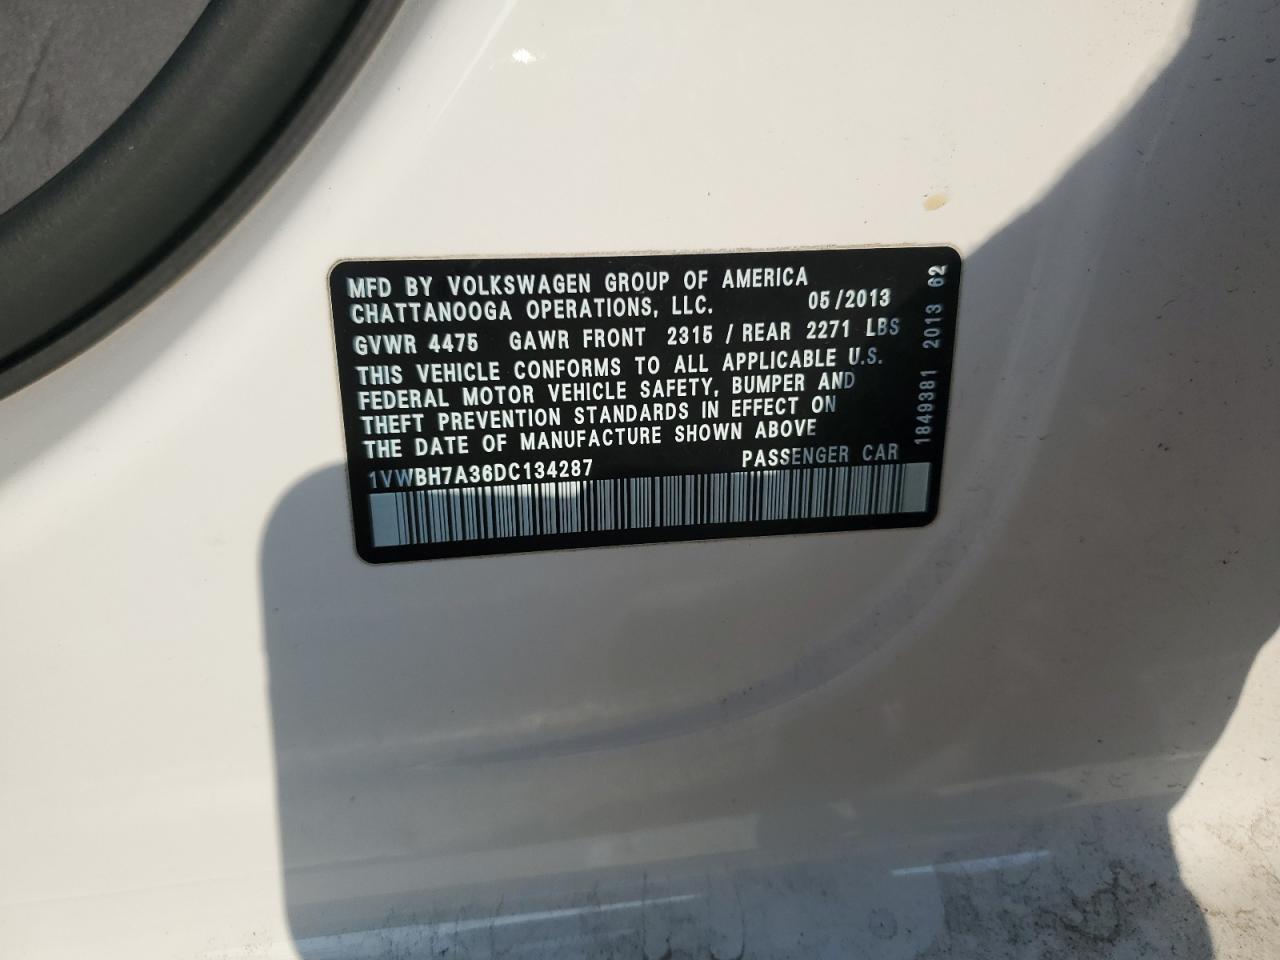 MFD BY VOLKSWAGEN GROUP OF AMERICA
CHATTANOOGA OPERATIONS, LLC. 05/2013
GVWR 4475 GAWR FRONT 2315 / REAR 2271 LBS
THIS VEHICLE CONFORMS TO ALL APPLICABLE U.S.
FEDERAL MOTOR VEHICLE SAFETY, BUMPER AND
THEFT PREVENTION STANDARDS IN EFFECT ON
THE DATE OF MANUFACTURE SHOWN ABOVE
1VWBH7A36DC134287 PASSENGER CAR
1849381 2013 62